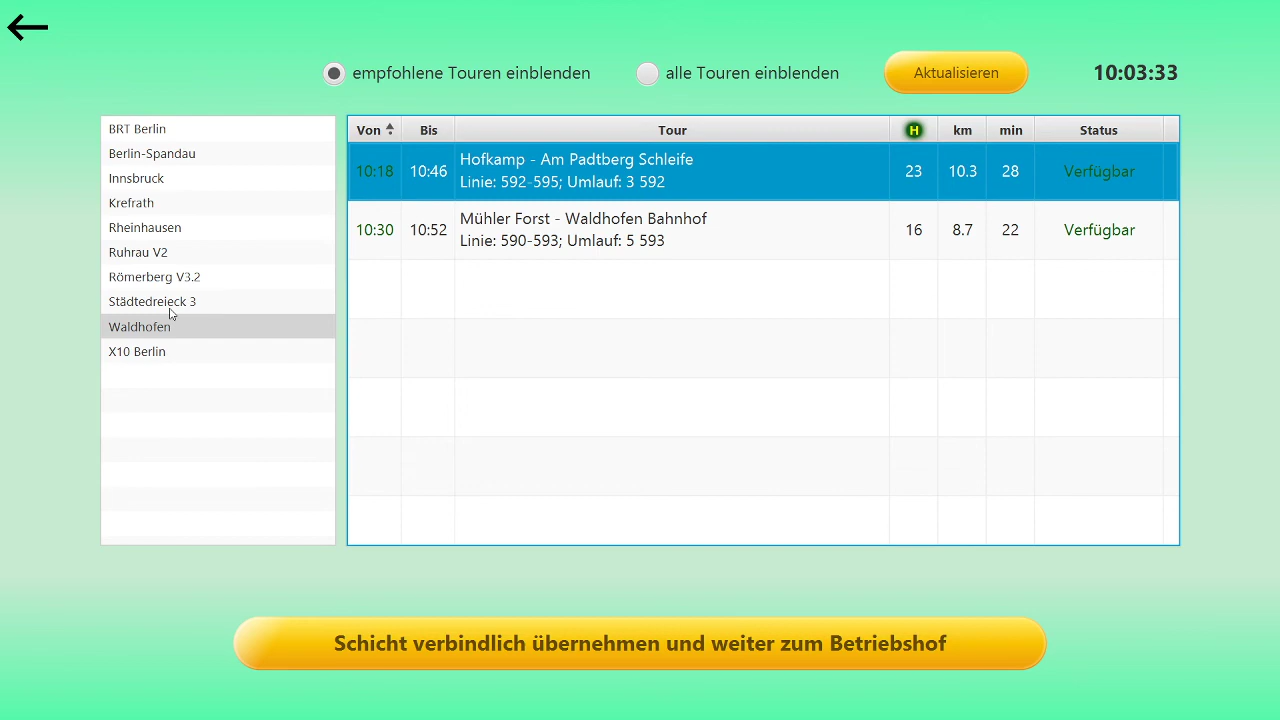 empfohlene Touren einblenden
alle Touren einblenden
Aktualisieren
10:03:33
BRT Berlin
Berlin-Spandau
Innsbruck
Krefrath
Rheinhausen
Ruhrau V2
Römerberg V3.2
Städtedreieck 3
Waldhofen
X10 Berlin
Von Bis Tour H km min Status
10:18 10:46 Hofkamp - Am Padtberg Schleife 23 10.3 28 Verfügbar
Linie: 592-595; Umlauf: 3 592
10:30 10:52 Mühler Forst - Waldhofen Bahnhof 16 8.7 22 Verfügbar
Linie: 590-593; Umlauf: 5 593
Schicht verbindlich übernehmen und weiter zum Betriebshof